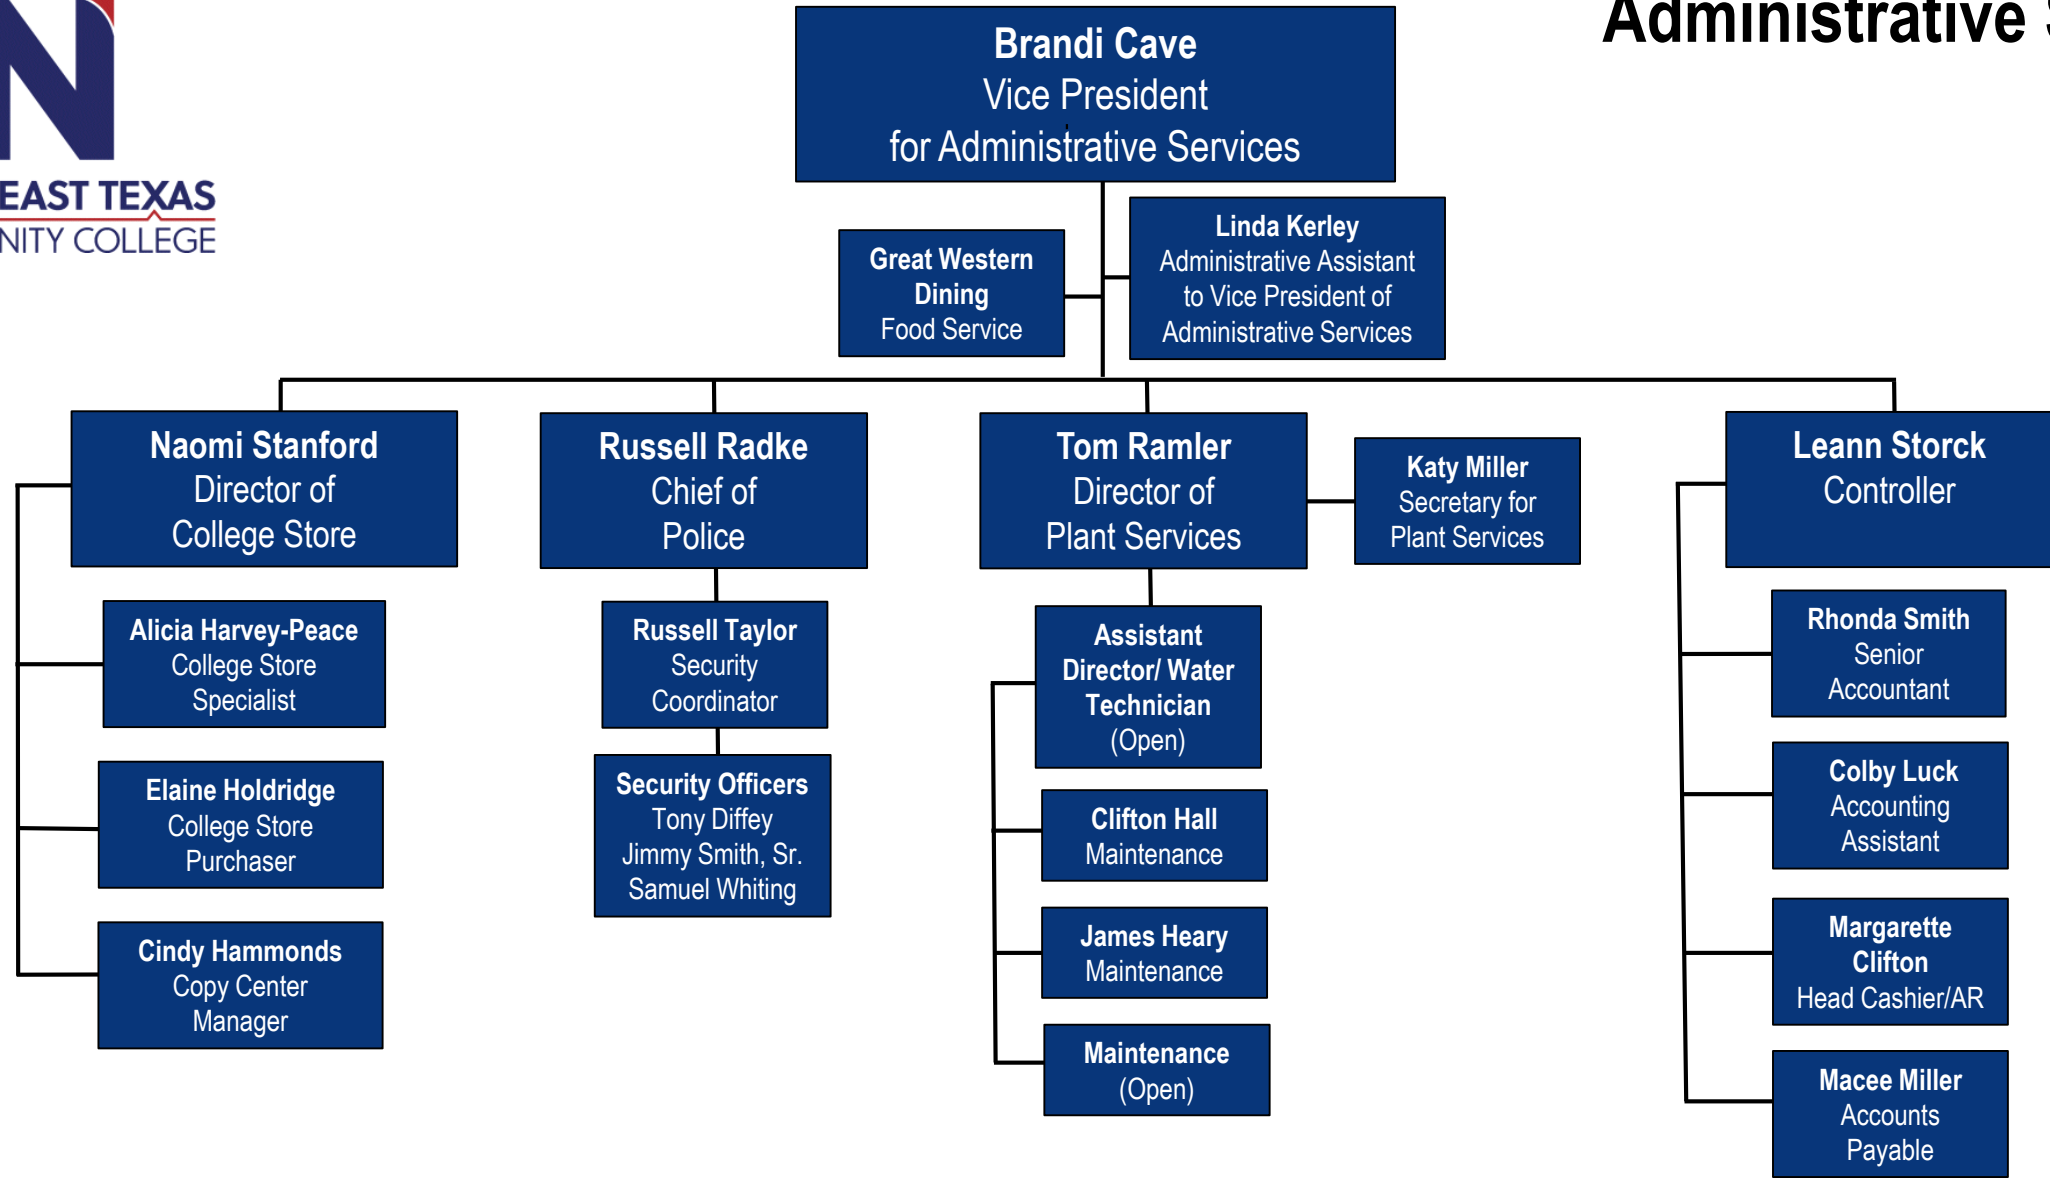 Administrative
EAST TEXAS
NITY COLLEGE
Brandi Cave
Vice President
for Administrative Services
Great Western
Dining
Food Service
Linda Kerley
Administrative Assistant
to Vice President of
Administrative Services
Naomi Stanford
Director of
College Store
Alicia Harvey-Peace
College Store
Specialist
Elaine Holdridge
College Store
Purchaser
Cindy Hammonds
Copy Center
Manager
Russell Radke
Chief of
Police
Russell Taylor
Security
Coordinator
Security Officers
Tony Diffey
Jimmy Smith, Sr.
Samuel Whiting
Tom Ramler
Director of
Plant Services
Katy Miller
Secretary for
Plant Services
Assistant
Director/ Water
Technician
(Open)
Clifton Hall
Maintenance
James Heary
Maintenance
Maintenance
(Open)
Leann Storck
Controller
Rhonda Smith
Senior
Accountant
Colby Luck
Accounting
Assistant
Margarette
Clifton
Head Cashier/AR
Macee Miller
Accounts
Payable